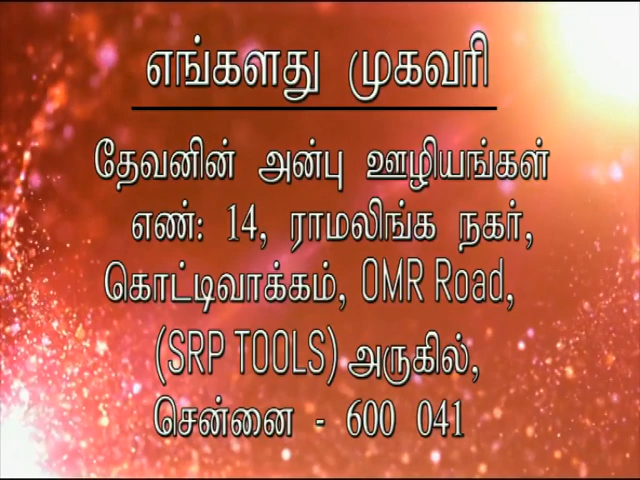 எங்களது முகவரி
தேவனின் அன்பு ஊழியங்கள்
எண்: 14, ராமலிங்க நகர்,
கொட்டிவாக்கம், OMR Road,
(SRP TOOLS) அருகில்,
சென்னை - 600 041